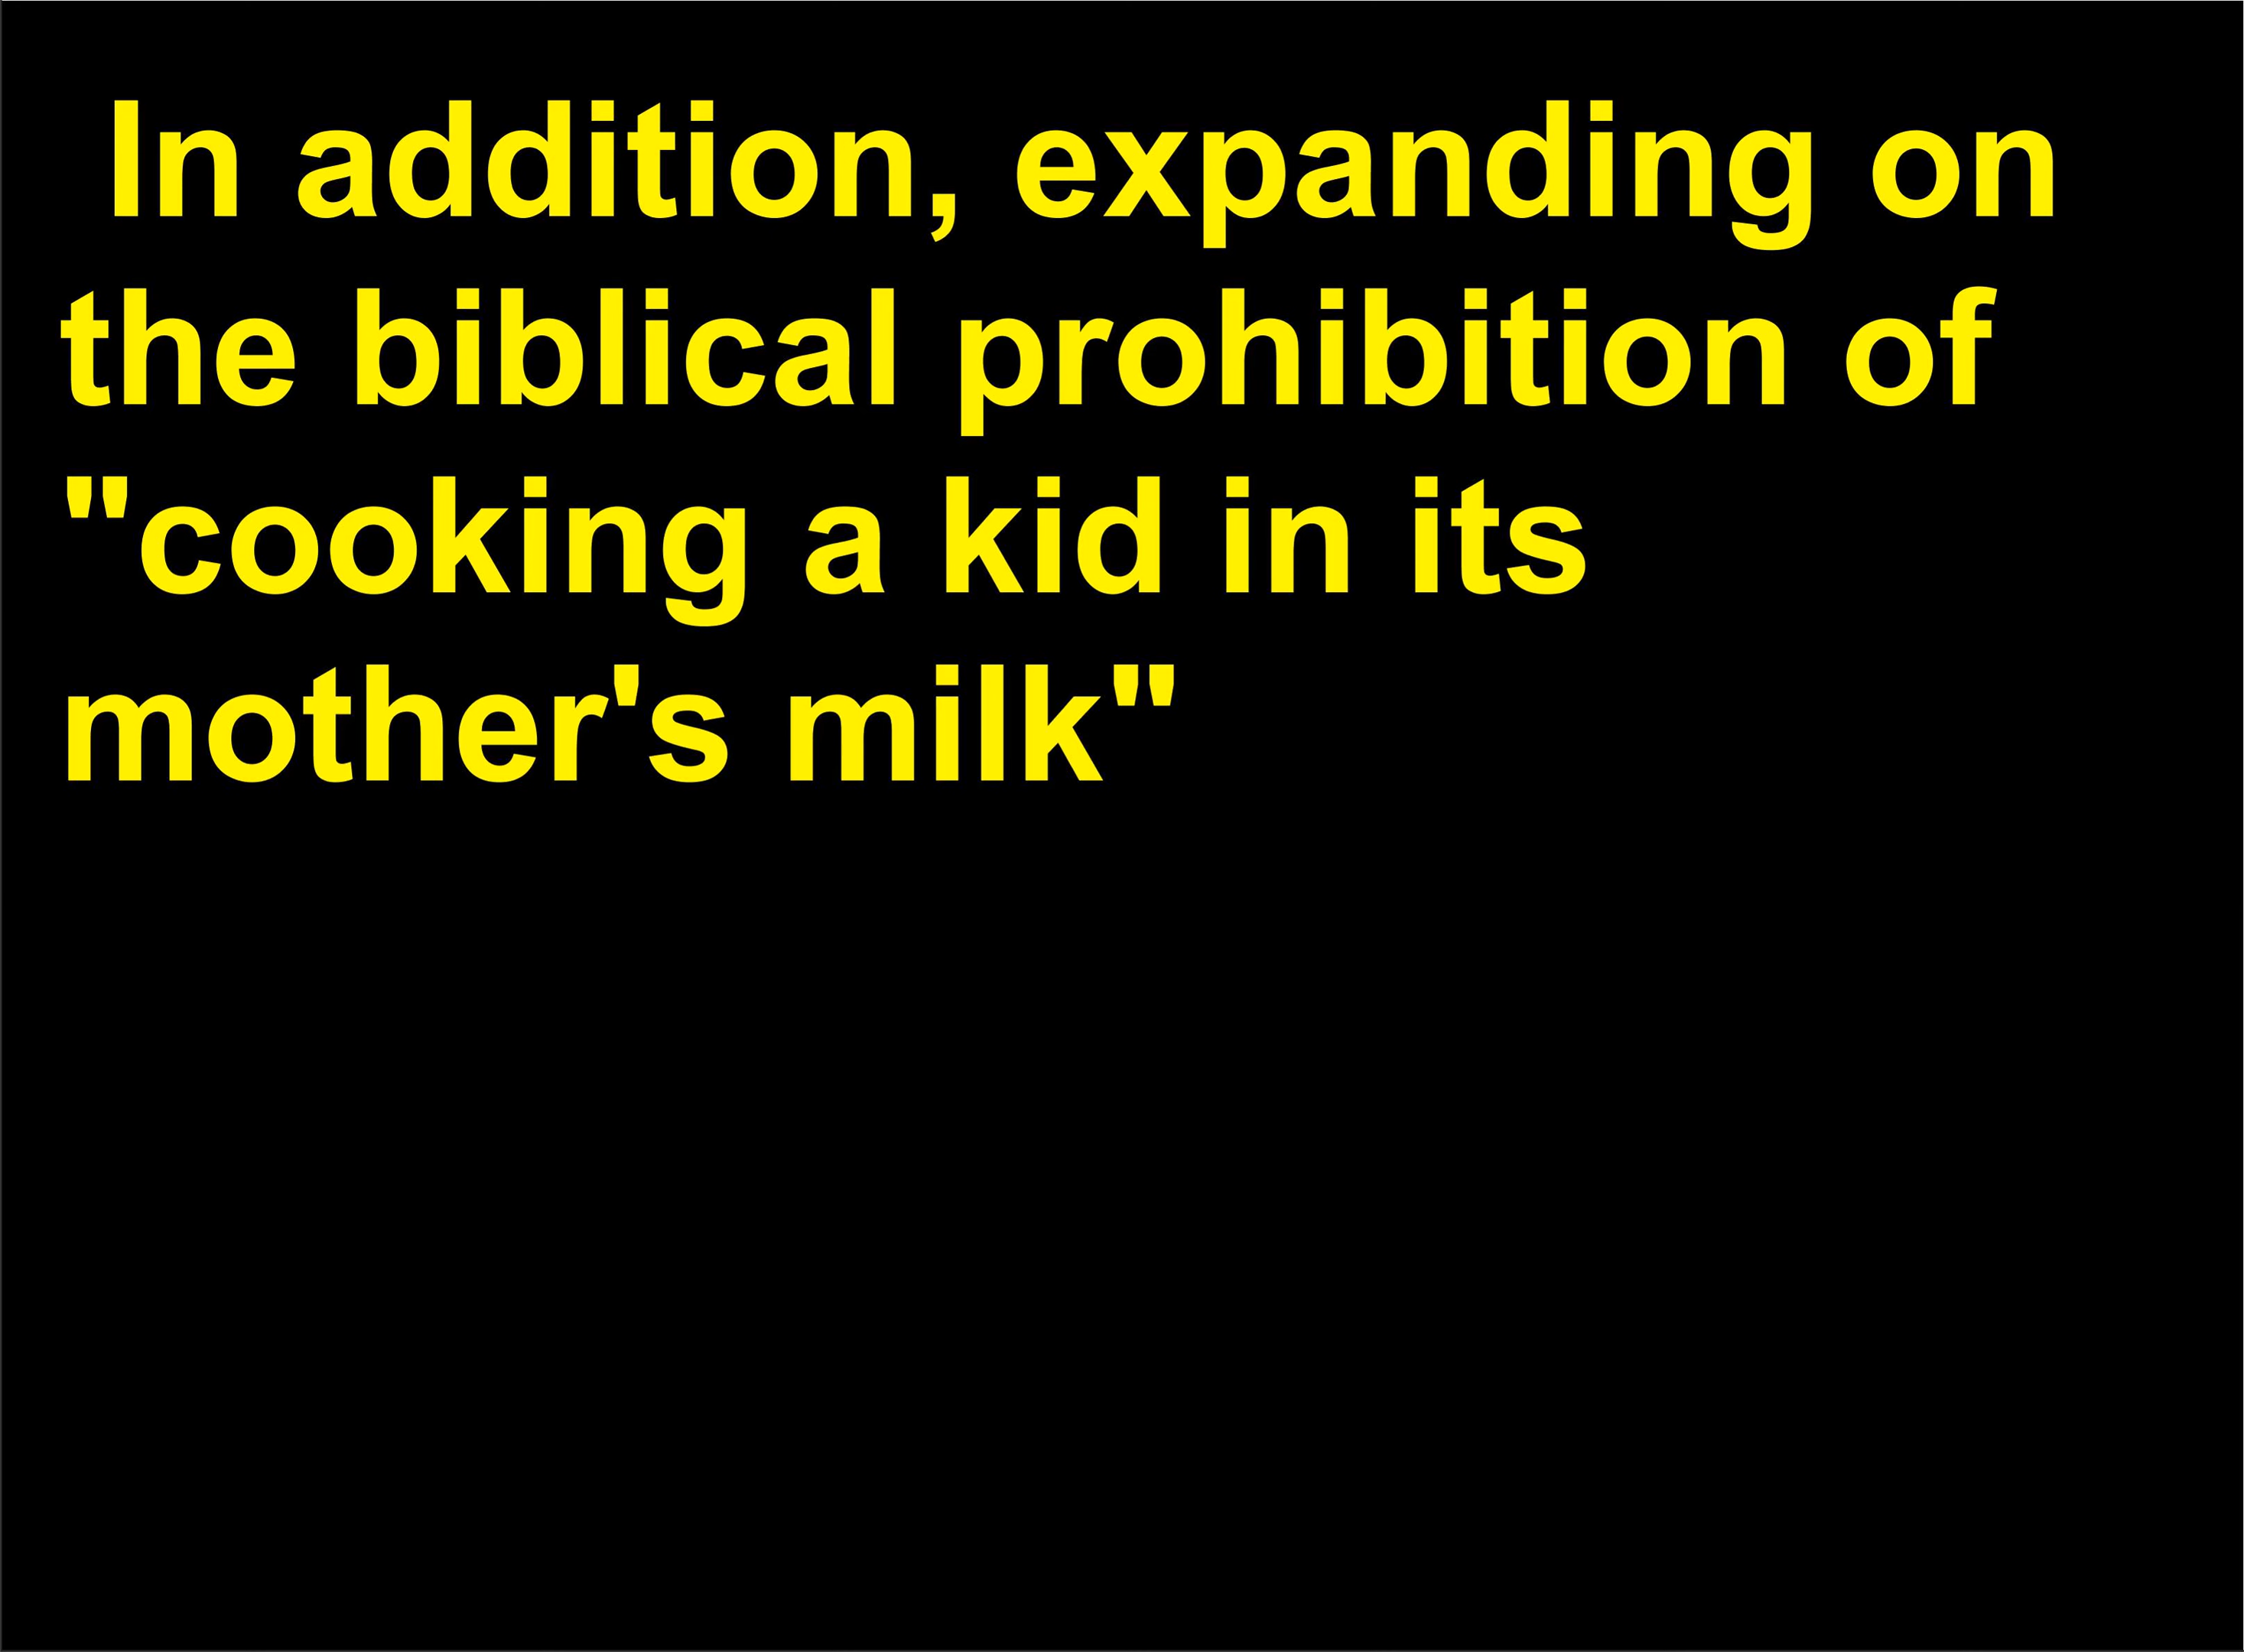 In addition, expanding on
the biblical prohibition of
"cooking a kid in its
mother's milk"